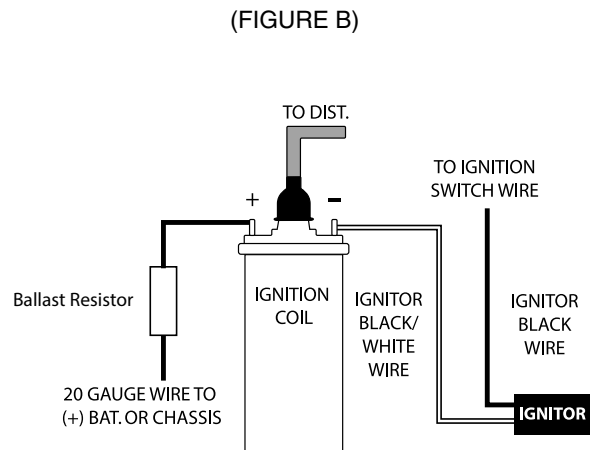 (FIGURE B)
TO DIST.
TO IGNITION
SWITCH WIRE
+
-
Ballast Resistor
IGNITION
COIL
IGNITOR
BLACK/
WHITE
WIRE
IGNITOR
BLACK
WIRE
20 GAUGE WIRE TO
(+) BAT. OR CHASSIS
IGNITOR